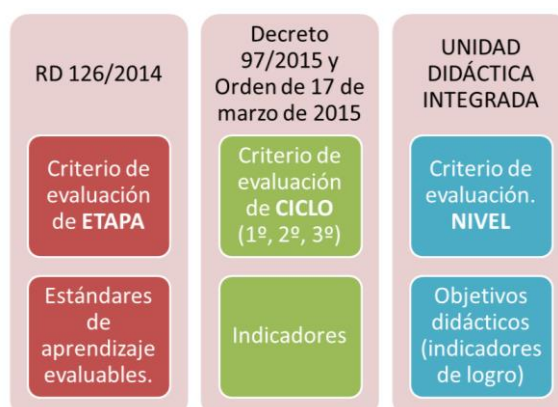 RD 126/2014
Criterio de
evaluación
de ETAPA
Estándares
de
aprendizaje
evaluables.
Decreto
97/2015 y
Orden de 17 de
marzo de 2015
Criterio de
evaluación
de CICLO
(1º, 2º, 3º)
Indicadores
UNIDAD
DIDÁCTICA
INTEGRADA
Criterio de
evaluación.
NIVEL
Objetivos
didácticos
(indicadores
de logro)